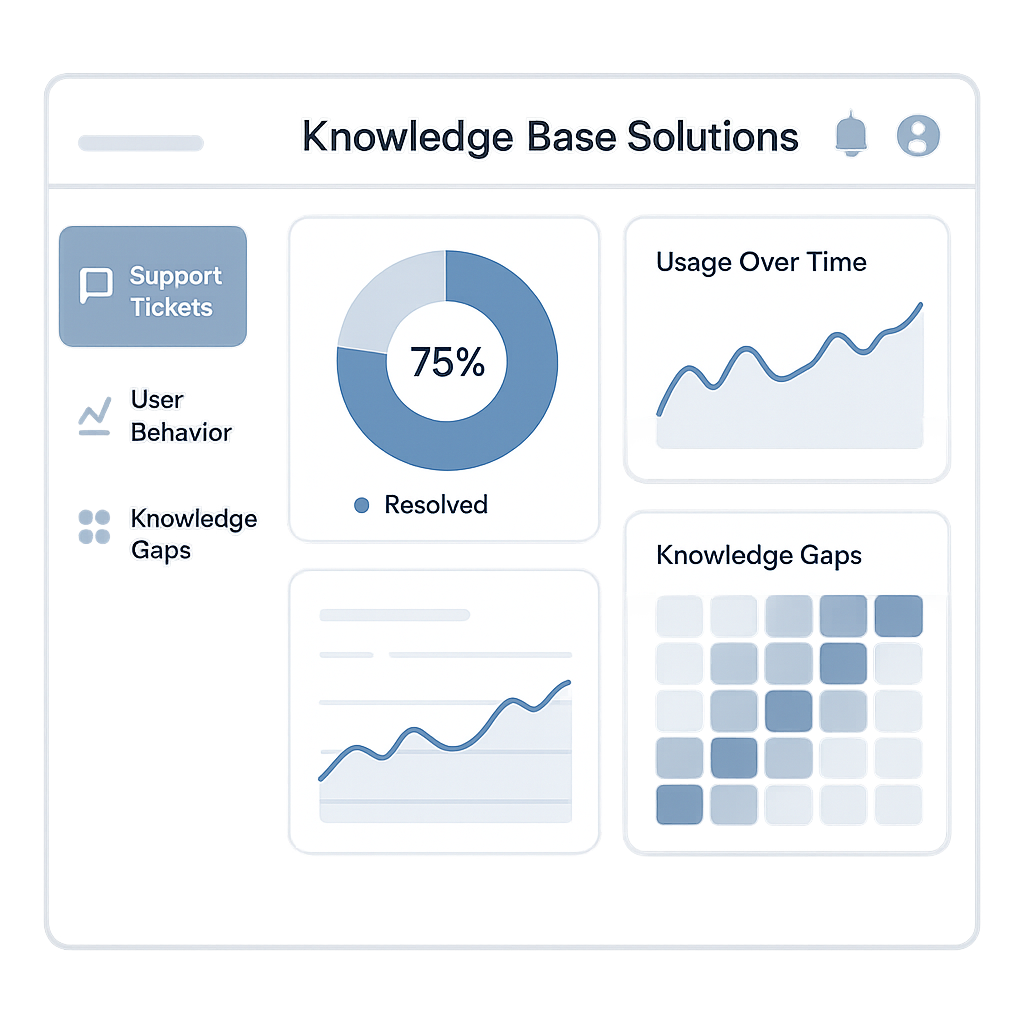 Knowledge Base Solutions
Support
Tickets
User
Behavior
Knowledge
Gaps
75%
Resolved
Usage Over Time
Knowledge Gaps